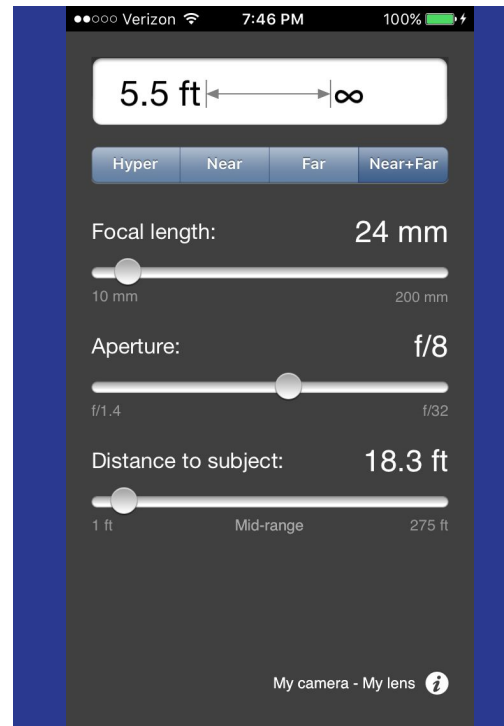 Verizon 7:46 PM 100%
5.5 ft ∞
Hyper Near Far Near+Far
Focal length: 24 mm
10 mm 200 mm
Aperture: f/8
f/1.4 f/32
Distance to subject: 18.3 ft
1 ft Mid-range 275 ft
My camera - My lens i